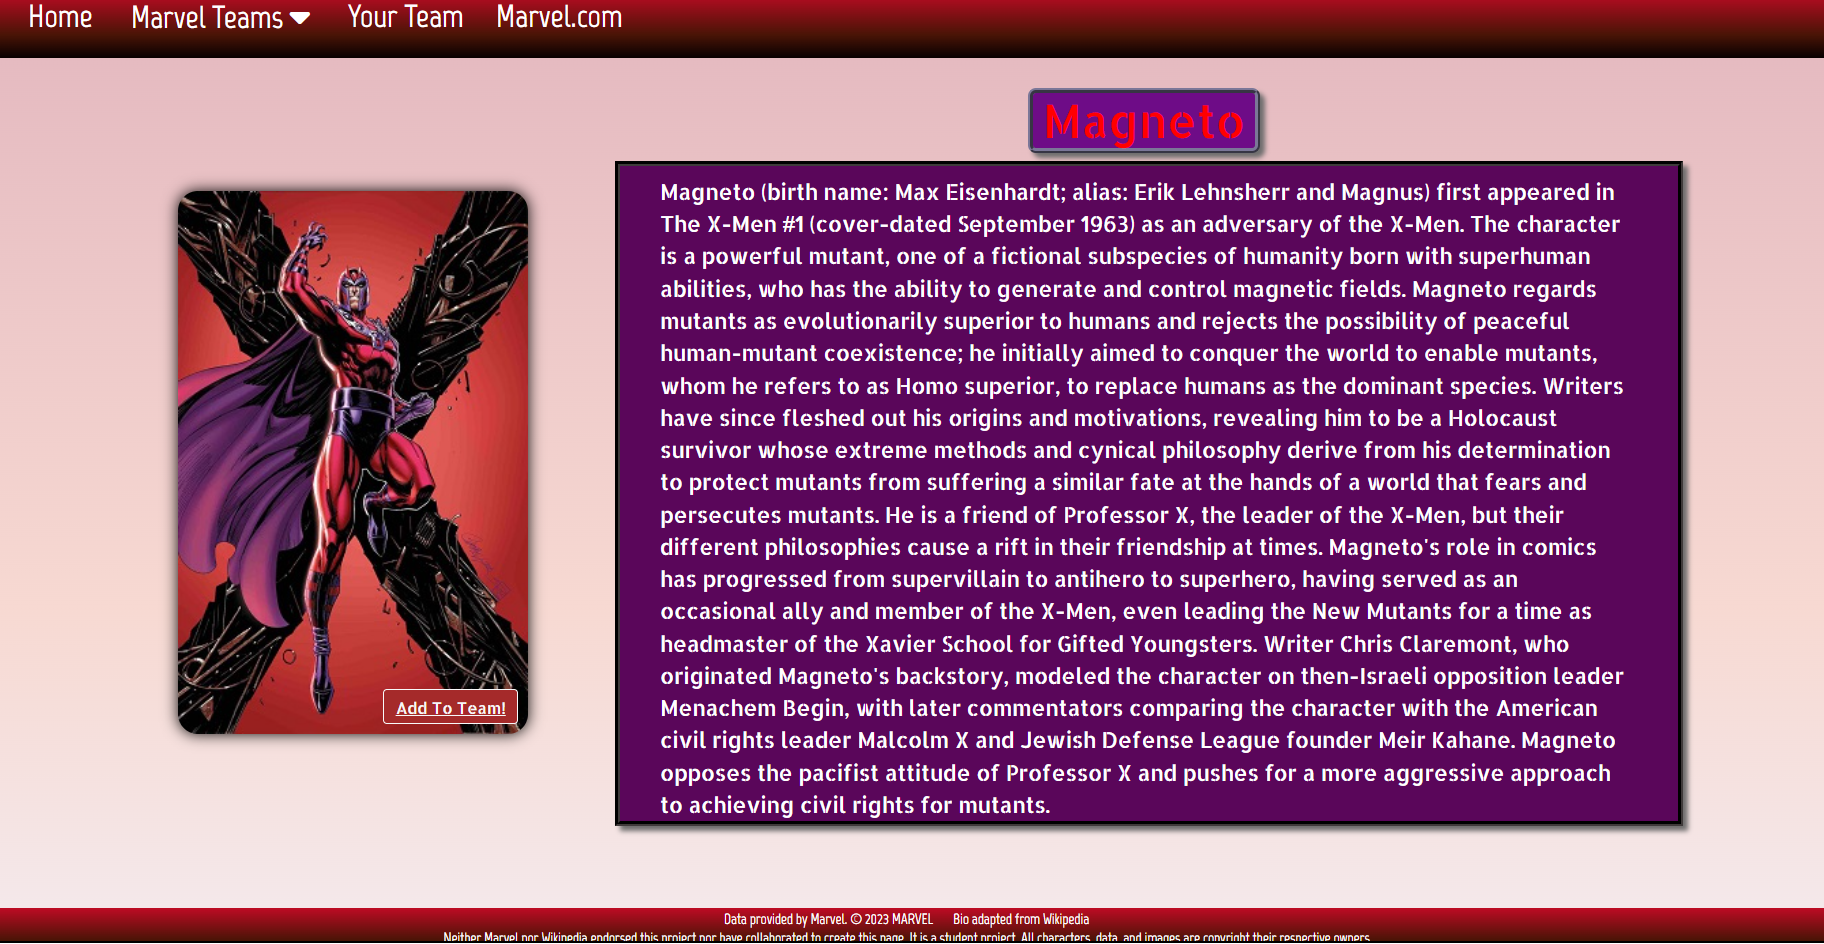 Home Marvel Teams Your Team Marvel.com
Magneto
Magneto (birth name: Max Eisenhardt; alias: Erik Lehnsherr and Magnus) first appeared in
The X-Men #1 (cover-dated September 1963) as an adversary of the X-Men. The character
is a powerful mutant, one of a fictional subspecies of humanity born with superhuman
abilities, who has the ability to generate and control magnetic fields. Magneto regards
mutants as evolutionarily superior to humans and rejects the possibility of peaceful
human-mutant coexistence; he initially aimed to conquer the world to enable mutants,
whom he refers to as Homo superior, to replace humans as the dominant species. Writers
have since fleshed out his origins and motivations, revealing him to be a Holocaust
survivor whose extreme methods and cynical philosophy derive from his determination
to protect mutants from suffering a similar fate at the hands of a world that fears and
persecutes mutants. He is a friend of Professor X, the leader of the X-Men, but their
different philosophies cause a rift in their friendship at times. Magneto's role in comics
has progressed from supervillain to antihero to superhero, having served as an
occasional ally and member of the X-Men, even leading the New Mutants for a time as
headmaster of the Xavier School for Gifted Youngsters. Writer Chris Claremont, who
originated Magneto's backstory, modeled the character on then-Israeli opposition leader
Menachem Begin, with later commentators comparing the character with the American
civil rights leader Malcolm X and Jewish Defense League founder Meir Kahane. Magneto
opposes the pacifist attitude of Professor X and pushes for a more aggressive approach
to achieving civil rights for mutants.
Add To Team!
Data provided by Marvel. © 2023 MARVEL Bio adapted from Wikipedia
Neither Marvel nor Wikipedia endorsed this project nor have collaborated to create this page. It is a student project. All characters, data, and images are copyright their respective owners.